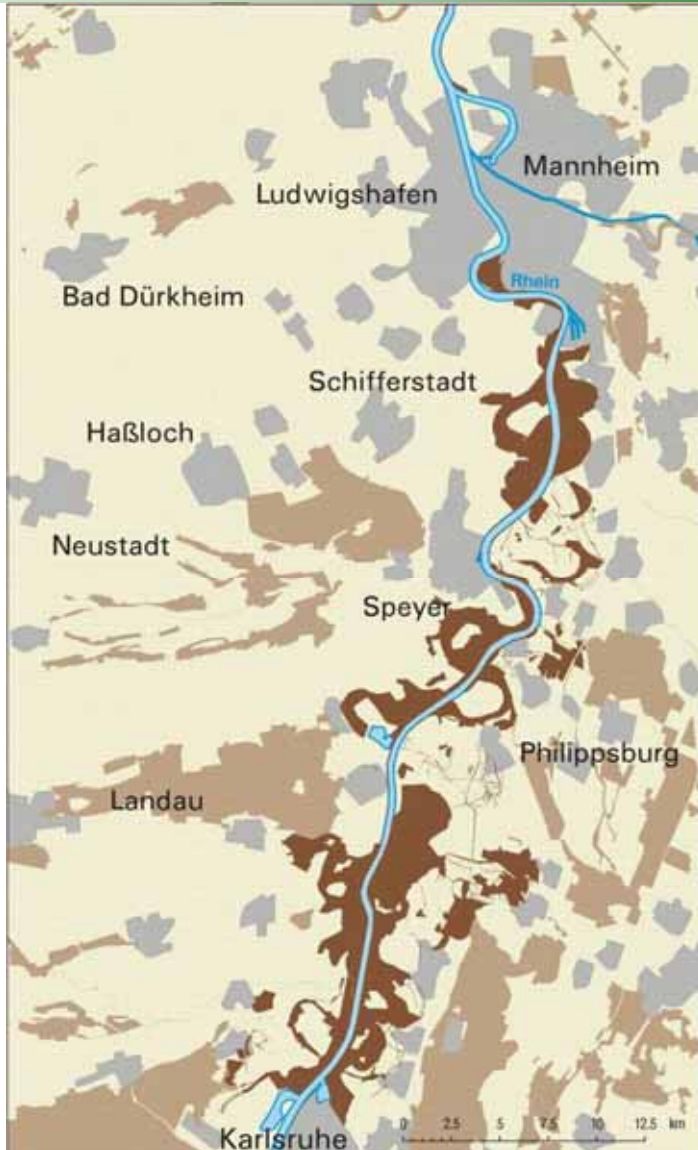 Mannheim
Ludwigshafen
Rhein
Bad Dürkheim
Schifferstadt
Haßloch
Neustadt
Speyer
Philippsburg
Landau
0 2.5 5 7.5 10 12.5 km
Karlsruhe